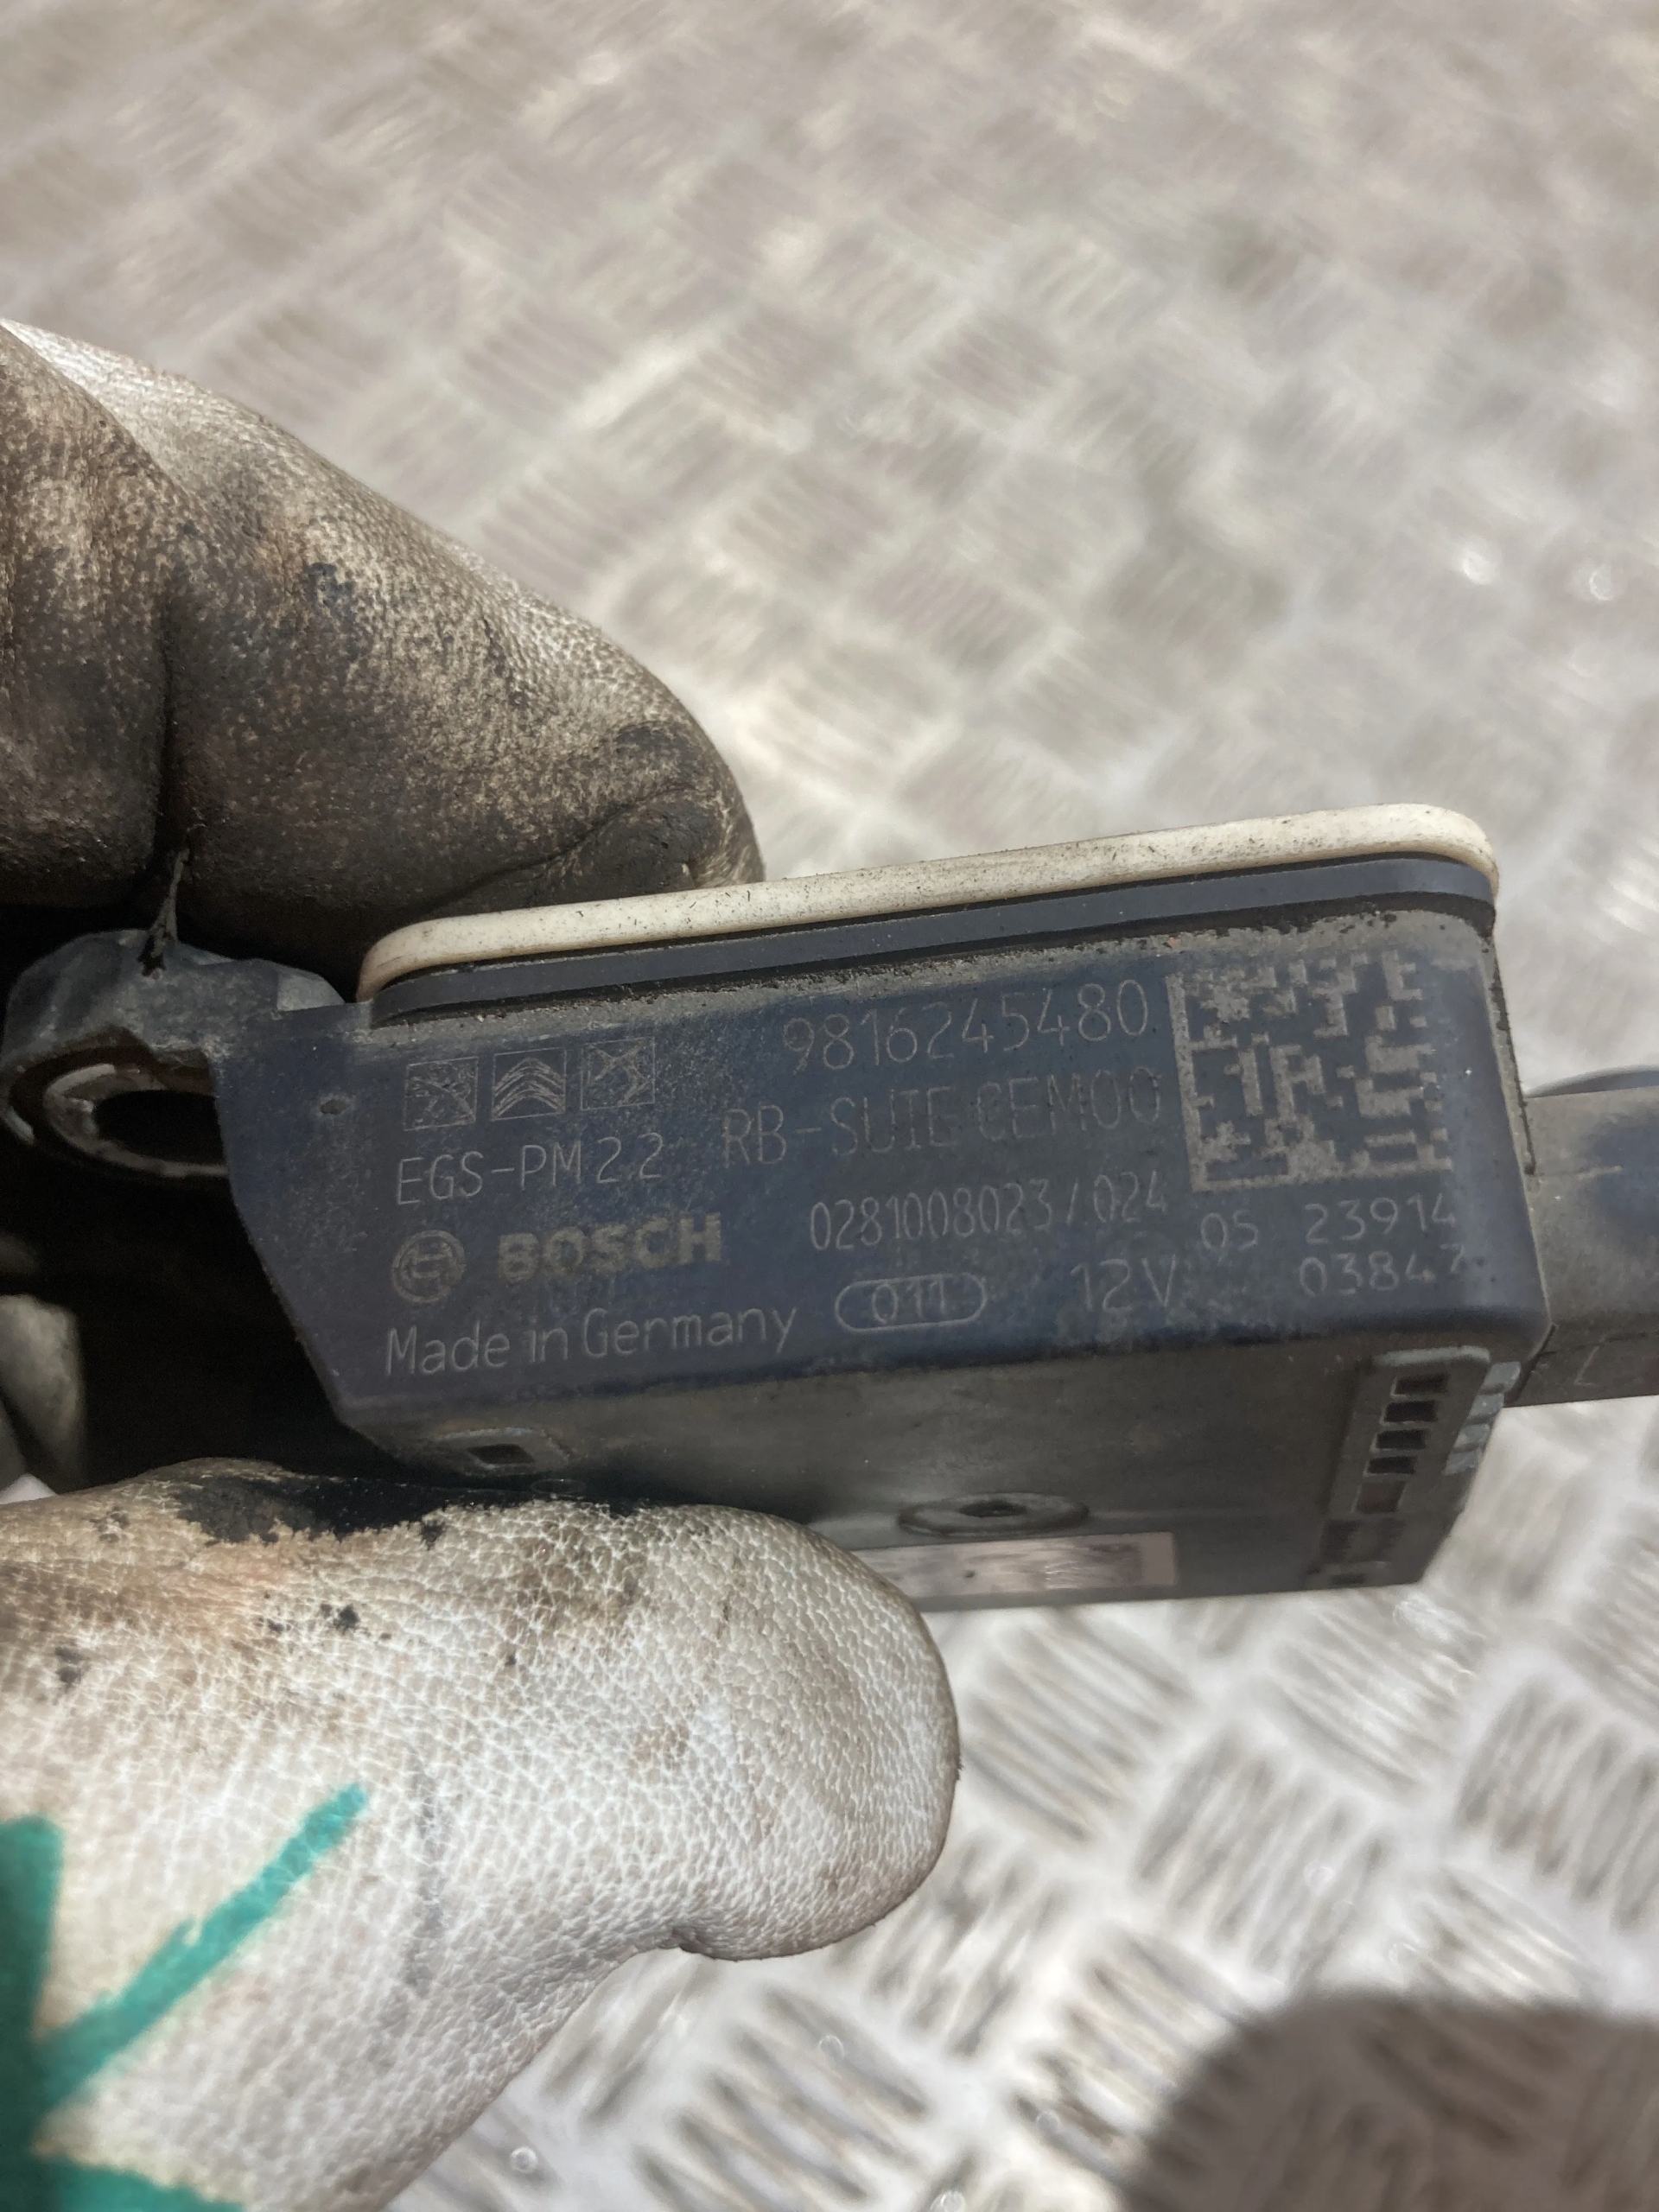 9816245480
RB-SUIE CEM00
EGS-PM 2.2
0281008023/024
BOSCH
05 23914
03847
Made in Germany
011
12V